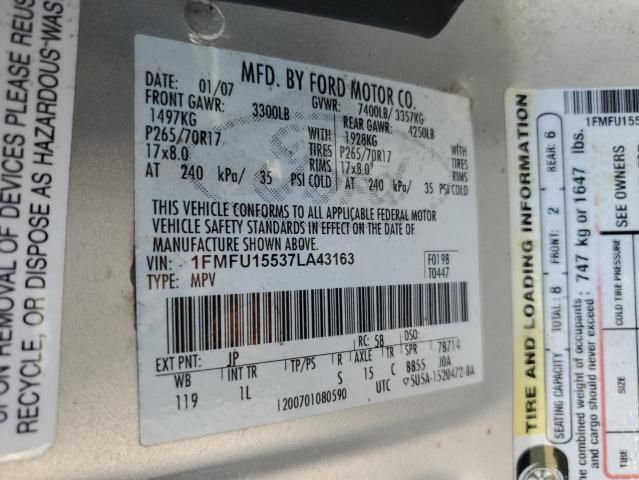 UPON REMOVAL OF DEVICES PLEASE REUSE,
RECYCLE, OR DISPOSE AS HAZARDOUS WAS
MFD. BY FORD MOTOR CO.
DATE: 01/07 GVWR: 7400LB/ 3357KG
FRONT GAWR: 3300LB REAR GAWR: 4250LB
1497KG WITH 1928KG WITH
P265/70R17 TIRES P265/70R17 TIRES
17x8.0 RIMS 17x8.0 RIMS
AT 240 kPa/ 35 PSI COLD AT 240 kPa/ 35 PSI COLD
THIS VEHICLE CONFORMS TO ALL APPLICABLE FEDERAL MOTOR
VEHICLE SAFETY STANDARDS IN EFFECT ON THE DATE OF
MANUFACTURE SHOWN ABOVE.
VIN: 1FMFU15537LA43163 F0198
TYPE: MPV T0447
EXT PNT: JP RC: 58 DSO:
WB INT TR TP/PS R AXLE TR SPR 78714
119 1L S 15 C BB55 JOA
1200701080590 UTC 5U5A-1520472-BA
TIRE AND LOADING INFORMATION
1FMFU155
SEATING CAPACITY TOTAL: 8 FRONT: 2 REAR: 6
he combined weight of occupants : 747 kg or 1647 lbs.
and cargo should never exceed :
TIRE COLD TIRE PRESSURE
SEE OWNERS